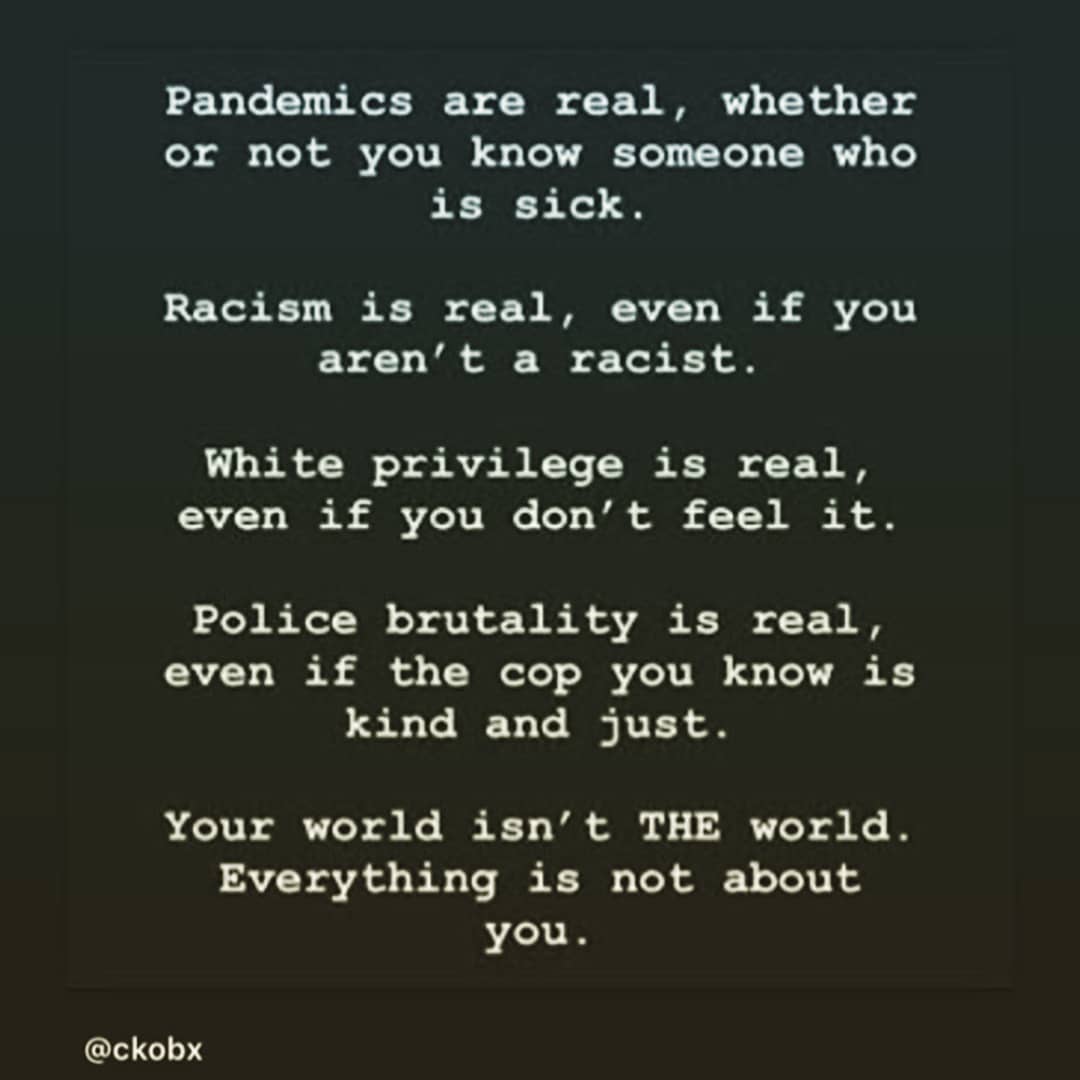 Pandemics are real, whether
or not you know someone who
is sick.
Racism is real, even if you
aren't a racist.
White privilege is real,
even if you don't feel it.
Police brutality is real,
even if the cop you know is
kind and just.
Your world isn't THE world.
Everything is not about
you.
@ckobx